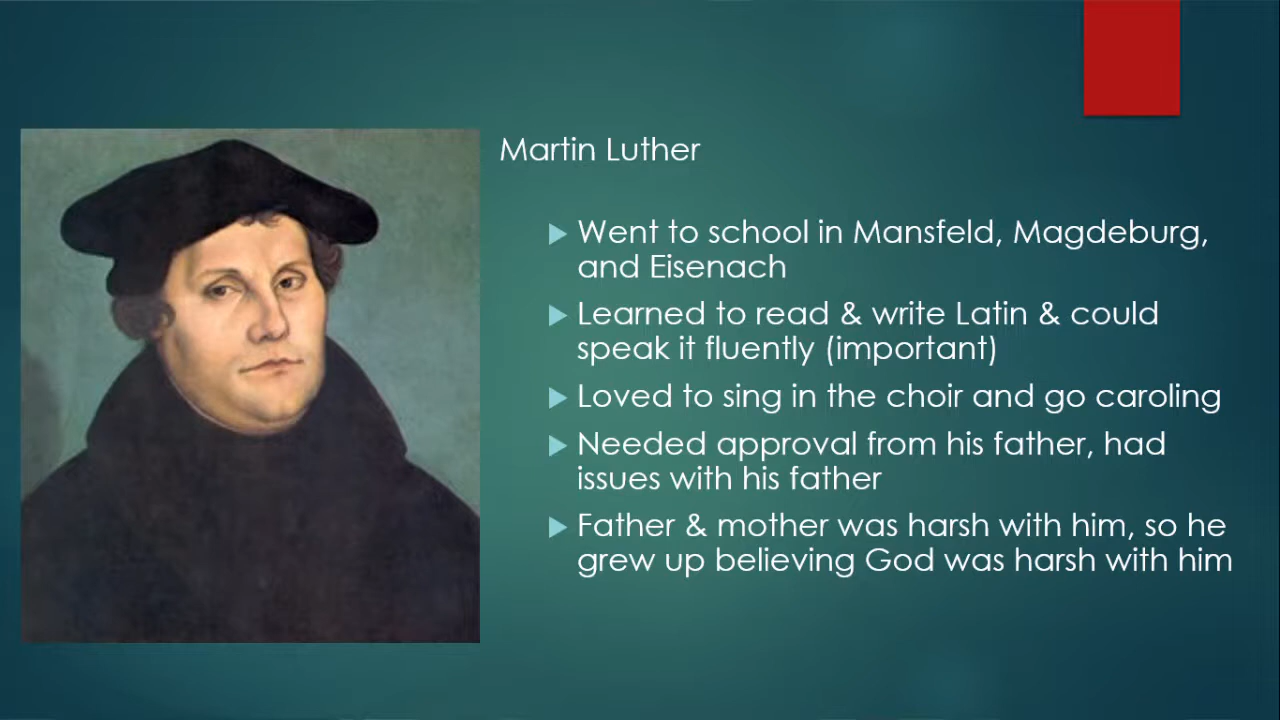 Martin Luther
Went to school in Mansfeld, Magdeburg,
and Eisenach
Learned to read & write Latin & could
speak it fluently (important)
Loved to sing in the choir and go caroling
Needed approval from his father, had
issues with his father
Father & mother was harsh with him, so he
grew up believing God was harsh with him